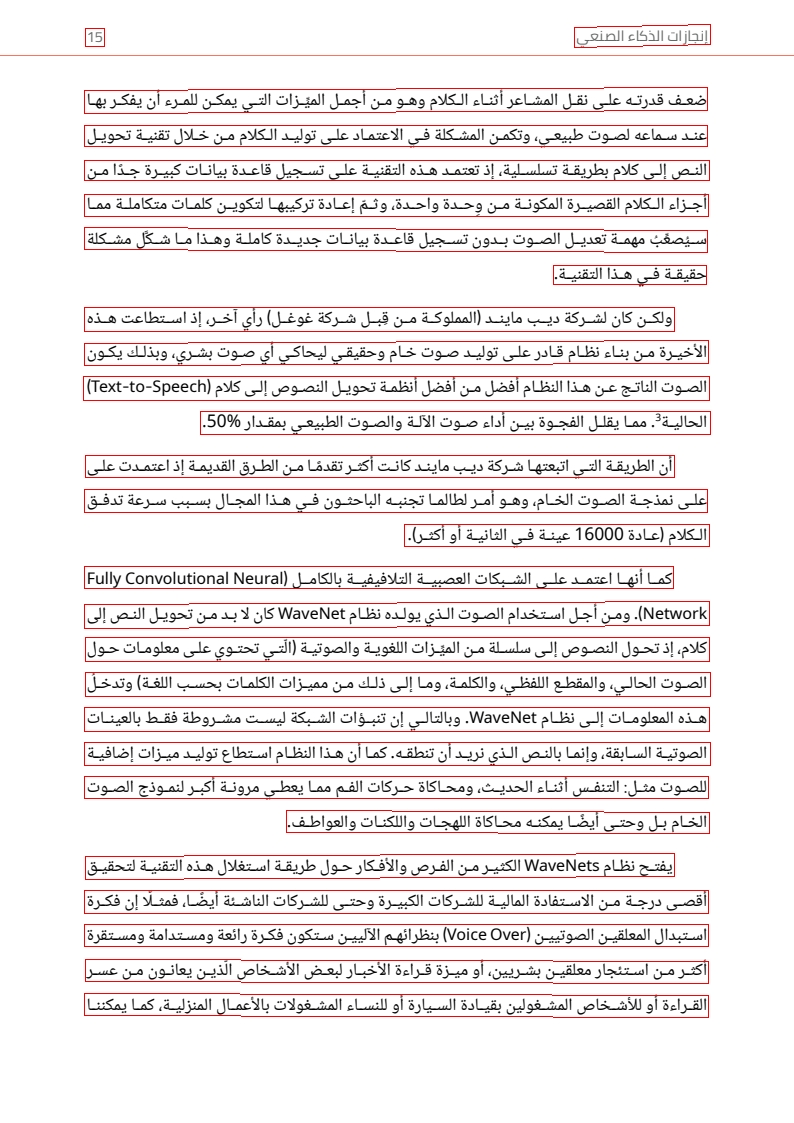 إنجازات الذكاء الصنعي
15
ضعف قدرته على نقل المشاعر أثناء الكلام وهو من أجمل الميّزات التي يمكن للمرء أن يفكر بها
عند سماعه لصوت طبيعي، وتكمن المشكلة في الاعتماد على توليد الكلام من خلال تقنية تحويل
النص إلى كلام بطريقة تسلسلية، إذ تعتمد هذه التقنية على تسجيل قاعدة بيانات كبيرة جدًا من
أجزاء الكلام القصيرة المكونة من وحدة واحدة، وثمّ إعادة تركيبها لتكوين كلمات متكاملة مما
سيُصعّبُ مهمة تعديل الصوت بدون تسجيل قاعدة بيانات جديدة كاملة وهذا ما شكّل مشكلة
حقيقة في هذا التقنية.
ولكن كان لشركة ديب مايند (المملوكة من قِبل شركة غوغل) رأي آخر، إذ استطاعت هذه
الأخيرة من بناء نظام قادر على توليد صوت خام وحقيقي ليحاكي أي صوت بشري، وبذلك يكون
الصوت الناتج عن هذا النظام أفضل من أفضل أنظمة تحويل النصوص إلى كلام (Text-to-Speech)
الحالية³. مما يقلل الفجوة بين أداء صوت الآلة والصوت الطبيعي بمقدار 50%.
أن الطريقة التي اتبعتها شركة ديب مايند كانت أكثر تقدمًا من الطرق القديمة إذ اعتمدت على
على نمذجة الصوت الخام، وهو أمر لطالما تجنبه الباحثون في هذا المجال بسبب سرعة تدفق
الكلام (عادة 16000 عينة في الثانية أو أكثر).
كما أنها اعتمد على الشبكات العصبية التلافيفية بالكامل (Fully Convolutional Neural
Network). ومن أجل استخدام الصوت الذي يولده نظام WaveNet كان لا بد من تحويل النص إلى
كلام، إذ تحول النصوص إلى سلسلة من الميّزات اللغوية والصوتية (الّتي تحتوي على معلومات حول
الصوت الحالي، والمقطع اللفظي، والكلمة، وما إلى ذلك من مميزات الكلمات بحسب اللغة) وتدخلُ
هذه المعلومات إلى نظام WaveNet. وبالتالي إن تنبؤات الشبكة ليست مشروطة فقط بالعينات
الصوتية السابقة، وإنما بالنص الذي نريد أن تنطقه. كما أن هذا النظام استطاع توليد ميزات إضافية
للصوت مثل: التنفس أثناء الحديث، ومحاكاة حركات الفم مما يعطي مرونة أكبر لنموذج الصوت
الخام بل وحتى أيضًا يمكنه محاكاة اللهجات واللكنات والعواطف.
يفتح نظام WaveNets الكثير من الفرص والأفكار حول طريقة استغلال هذه التقنية لتحقيق
أقصى درجة من الاستفادة المالية للشركات الكبيرة وحتى للشركات الناشئة أيضًا، فمثلًا إن فكرة
استبدال المعلقين الصوتيين (Voice Over) بنظرائهم الآليين ستكون فكرة رائعة ومستدامة ومستقرة
أكثر من استئجار معلقين بشريين، أو ميزة قراءة الأخبار لبعض الأشخاص الّذين يعانون من عسر
القراءة أو للأشخاص المشغولين بقيادة السيارة أو للنساء المشغولات بالأعمال المنزلية، كما يمكننا